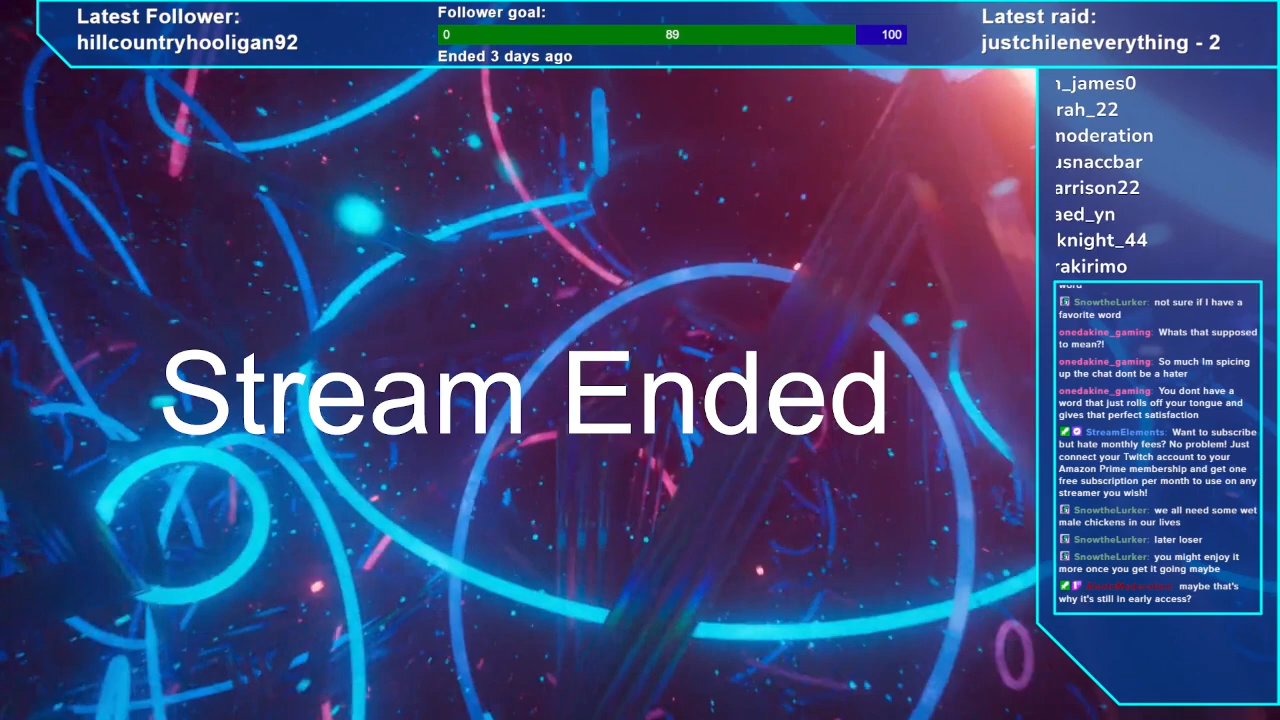 Latest Follower:
hillcountryhooligan92
Follower goal:
0 89 100
Ended 3 days ago
Latest raid:
justchileneverything - 2
_james0
rah_22
moderation
usnaccbar
arrison22
aed_yn
knight_44
rakirimo
word
SnowtheLurker: not sure if I have a
favorite word
onedakine_gaming: Whats that supposed
to mean?!
onedakine_gaming: So much Im spicing
up the chat dont be a hater
onedakine_gaming: You dont have a
word that just rolls off your tongue and
gives that perfect satisfaction
StreamElements: Want to subscribe
but hate monthly fees? No problem! Just
connect your Twitch account to your
Amazon Prime membership and get one
free subscription per month to use on any
streamer you wish!
SnowtheLurker: we all need some wet
male chickens in our lives
SnowtheLurker: later loser
SnowtheLurker: you might enjoy it
more once you get it going maybe
maybe that's
why it's still in early access?
Stream Ended